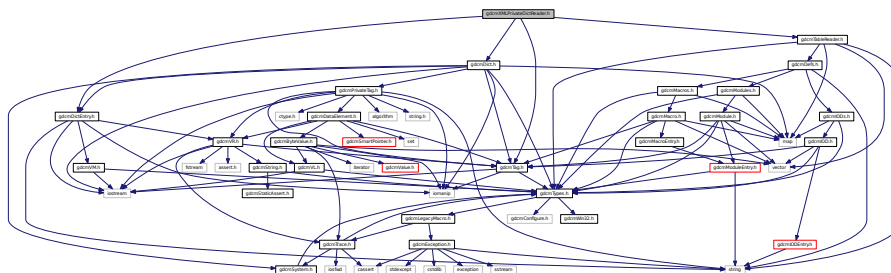 gdcmXMLPrivateDictReader.h
gdcmTableReader.h
gdcmDict.h
gdcmDefs.h
gdcmPrivateTag.h
gdcmMacros.h
gdcmModules.h
gdcmDictEntry.h
ctype.h
gdcmDataElement.h
algorithm
string.h
gdcmMacro.h
gdcmModule.h
gdcmIODs.h
gdcmVR.h
gdcmByteValue.h
gdcmSmartPointer.h
set
gdcmMacroEntry.h
map
gdcmIOD.h
gdcmVM.h
fstream
assert.h
gdcmString.h
gdcmVL.h
iterator
gdcmValue.h
gdcmTag.h
gdcmModuleEntry.h
vector
iostream
gdcmStaticAssert.h
iomanip
gdcmTypes.h
gdcmLegacyMacro.h
gdcmConfigure.h
gdcmWin32.h
gdcmTrace.h
gdcmException.h
gdcmIODEntry.h
gdcmSystem.h
iosfwd
cassert
stdexcept
cstdlib
exception
sstream
string